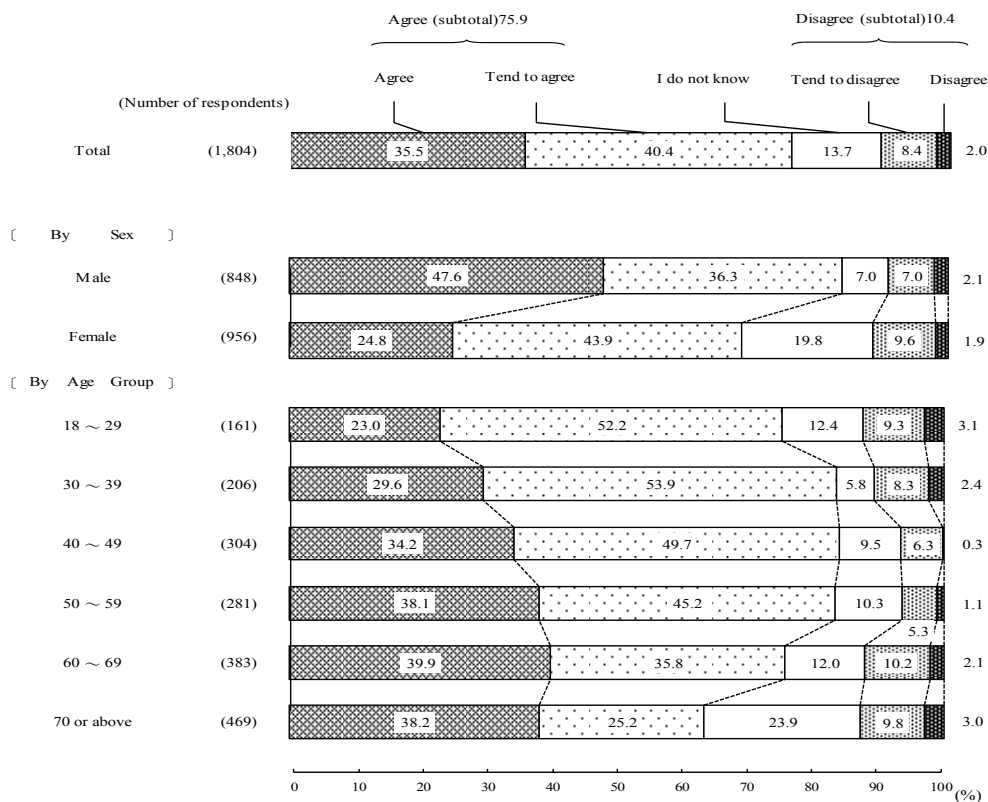 Agree (subtotal)75.9 Disagree (subtotal)10.4
Agree Tend to agree I do not know Tend to disagree Disagree
(Number of respondents)
Total (1,804) 35.5 40.4 13.7 8.4 2.0
〔 By Sex 〕
Male (848) 47.6 36.3 7.0 7.0 2.1
Female (956) 24.8 43.9 19.8 9.6 1.9
〔 By Age Group 〕
18 ～ 29 (161) 23.0 52.2 12.4 9.3 3.1
30 ～ 39 (206) 29.6 53.9 5.8 8.3 2.4
40 ～ 49 (304) 34.2 49.7 9.5 6.3 0.3
50 ～ 59 (281) 38.1 45.2 10.3 1.1
5.3
60 ～ 69 (383) 39.9 35.8 12.0 10.2 2.1
70 or above (469) 38.2 25.2 23.9 9.8 3.0
0 10 20 30 40 50 60 70 80 90 100
(%)